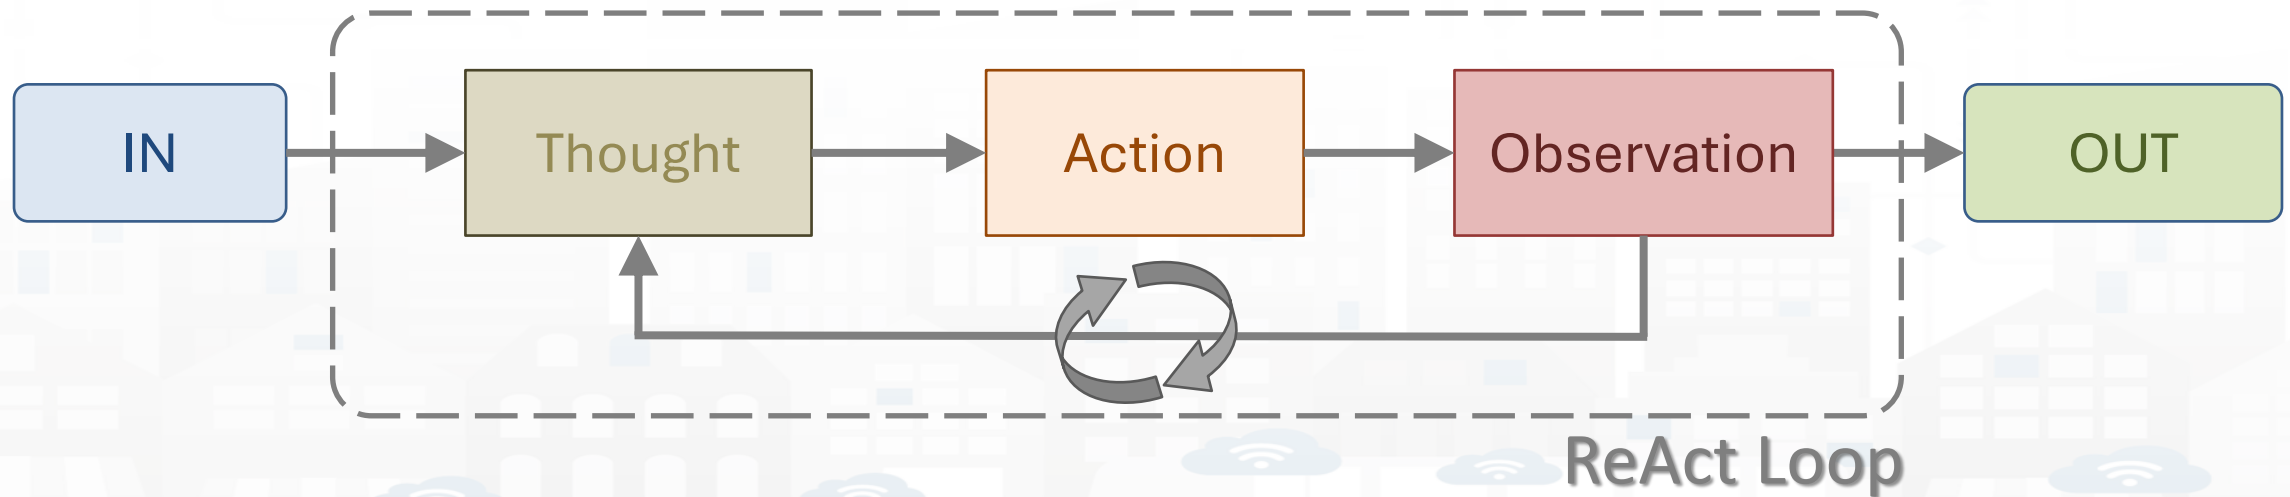 IN
Thought
Action
Observation
OUT
ReAct Loop